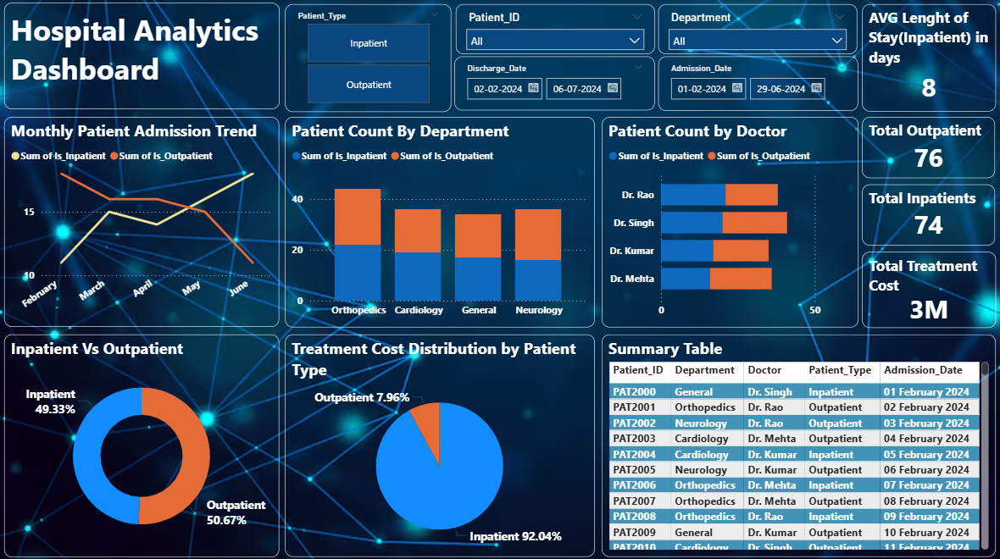 Hospital Analytics
Dashboard
Patient_Type
Inpatient
Outpatient
Patient_ID
All
Department
All
Discharge_Date
02-02-2024
06-07-2024
Admission_Date
01-02-2024
29-06-2024
AVG Lenght of
Stay(Inpatient) in
days
8
Monthly Patient Admission Trend
Sum of Is_Inpatient Sum of Is_Outpatient
15
10
February March April May June
Patient Count By Department
Sum of Is_Inpatient Sum of Is_Outpatient
40
20
0
Orthopedics Cardiology General Neurology
Patient Count by Doctor
Sum of Is_Inpatient Sum of Is_Outpatient
Dr. Rao
Dr. Singh
Dr. Kumar
Dr. Mehta
0 50
Total Outpatient
76
Total Inpatients
74
Total Treatment
Cost
3M
Inpatient Vs Outpatient
Inpatient
49.33%
Outpatient
50.67%
Treatment Cost Distribution by Patient
Type
Outpatient 7.96%
Inpatient 92.04%
Summary Table
Patient_ID Department Doctor Patient_Type Admission_Date
PAT2000 General Dr. Singh Inpatient 01 February 2024
PAT2001 Orthopedics Dr. Rao Outpatient 02 February 2024
PAT2002 Neurology Dr. Rao Outpatient 03 February 2024
PAT2003 Cardiology Dr. Mehta Outpatient 04 February 2024
PAT2004 Cardiology Dr. Kumar Inpatient 05 February 2024
PAT2005 Neurology Dr. Kumar Outpatient 06 February 2024
PAT2006 Orthopedics Dr. Mehta Inpatient 07 February 2024
PAT2007 Orthopedics Dr. Mehta Outpatient 08 February 2024
PAT2008 Orthopedics Dr. Rao Inpatient 09 February 2024
PAT2009 General Dr. Kumar Outpatient 10 February 2024
PAT2010 Cardiology Dr. Singh Outpatient 11 February 2024